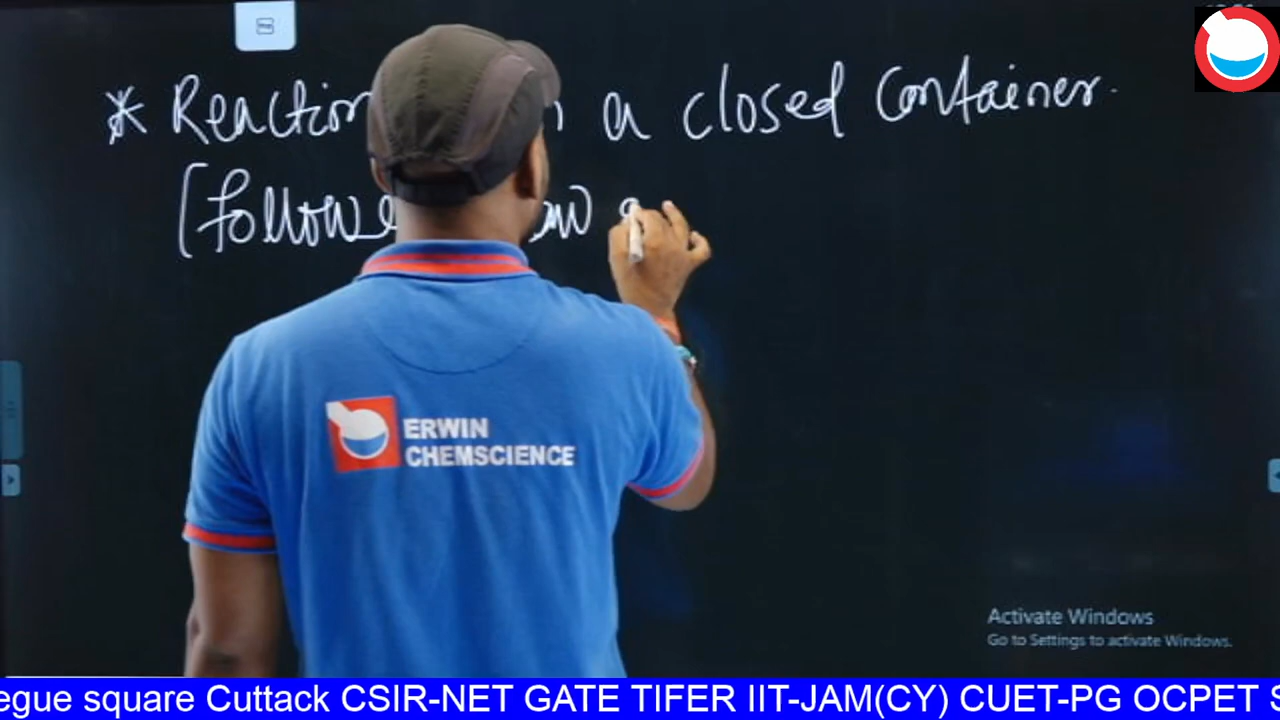 * Reaction a closed container.
[follow
ERWIN
CHEMSCIENCE
Activate Windows
Go to Settings to activate Windows.
egue square Cuttack CSIR-NET GATE TIFER IIT-JAM(CY) CUET-PG OCPET S